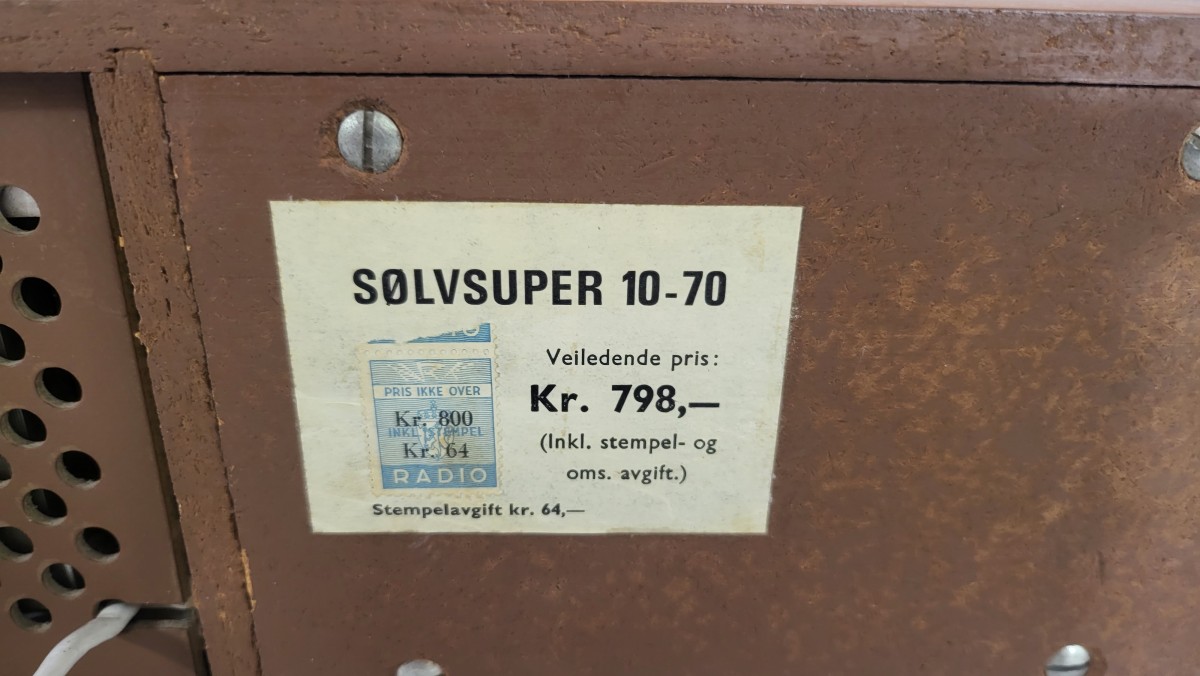 SØLVSUPER 10-70
PRIS IKKE OVER
Kr. 800
INKL. STEMPEL
Kr. 64
RADIO
Veiledende pris:
Kr. 798,—
(Inkl. stempel- og
oms. avgift.)
Stempelavgift kr. 64,—